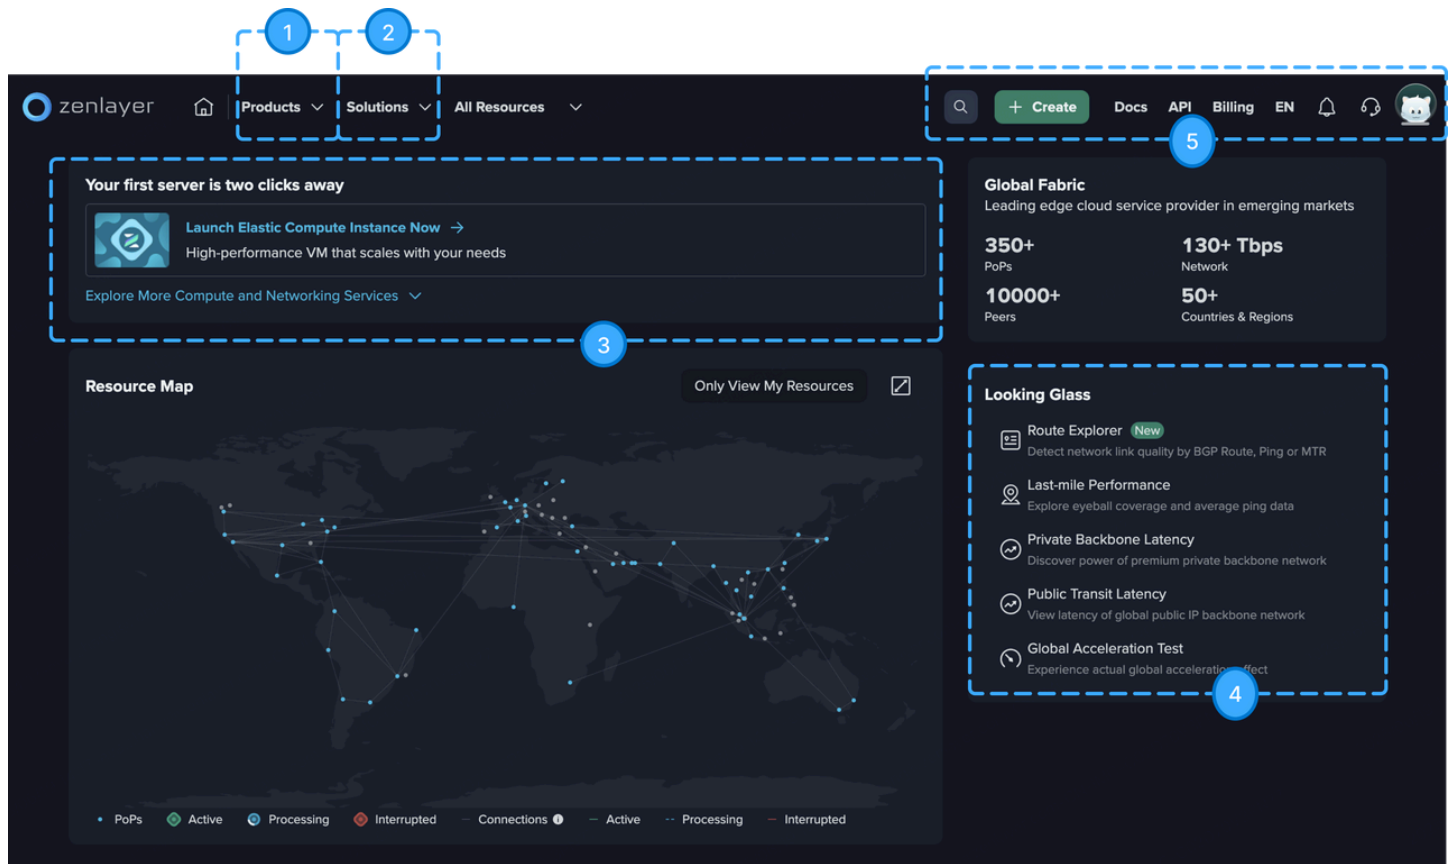 1
2
zenlayer
Products
Solutions
All Resources
+ Create
Docs
API
Billing
EN
5
Your first server is two clicks away
Launch Elastic Compute Instance Now →
High-performance VM that scales with your needs
Explore More Compute and Networking Services
3
Global Fabric
Leading edge cloud service provider in emerging markets
350+
PoPs
130+ Tbps
Network
10000+
Peers
50+
Countries & Regions
Resource Map
Only View My Resources
Looking Glass
Route Explorer New
Detect network link quality by BGP Route, Ping or MTR
Last-mile Performance
Explore eyeball coverage and average ping data
Private Backbone Latency
Discover power of premium private backbone network
Public Transit Latency
View latency of global public IP backbone network
Global Acceleration Test
Experience actual global acceleration effect
4
PoPs
Active
Processing
Interrupted
Connections
Active
Processing
Interrupted